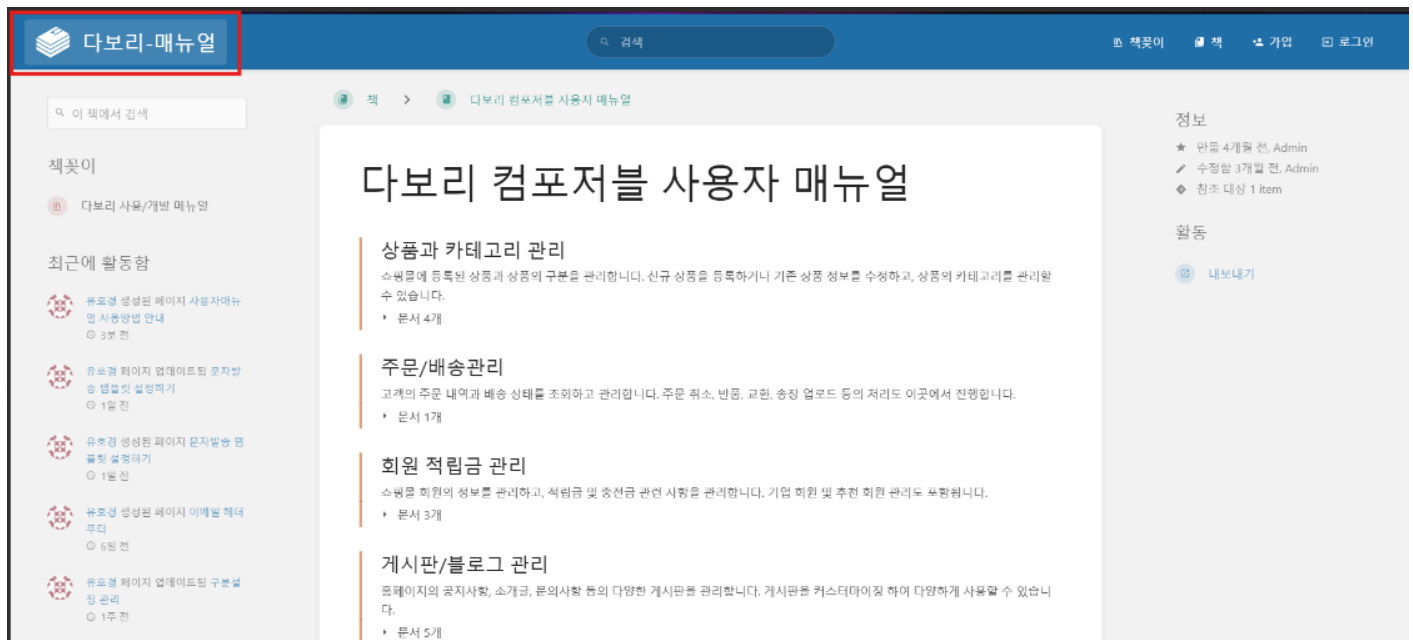 다보리-매뉴얼
검색
책꽂이
책
가입
로그인
이 책에서 검색
책꽂이
다보리 사용/개발 메뉴얼
최근에 활동함
유호경 생성된 페이지 사용자매뉴
얼 사용방법 안내
3분 전
유호경 페이지 업데이트됨 문자발
송 템플릿 설정하기
1일 전
유호경 생성된 페이지 문자발송 템
플릿 설정하기
1일 전
유호경 생성된 페이지 이메일 헤더
푸터
6일 전
유호경 페이지 업데이트됨 구분설
정 관리
1주 전
책 > 다보리 컴포저블 사용자 매뉴얼
다보리 컴포저블 사용자 매뉴얼
상품과 카테고리 관리
쇼핑몰에 등록된 상품과 상품의 구분을 관리합니다. 신규 상품을 등록하거나 기존 상품 정보를 수정하고, 상품의 카테고리를 관리할
수 있습니다.
문서 4개
주문/배송관리
고객의 주문 내역과 배송 상태를 조회하고 관리합니다. 주문 취소, 반품, 교환, 송장 업로드 등의 처리도 이곳에서 진행합니다.
문서 1개
회원 적립금 관리
쇼핑몰 회원의 정보를 관리하고, 적립금 및 충전금 관련 사항을 관리합니다. 기업 회원 및 추천 회원 관리도 포함됩니다.
문서 3개
게시판/블로그 관리
홈페이지의 공지사항, 소개글, 문의사항 등의 다양한 게시판을 관리합니다. 게시판을 커스터마이징 하여 다양하게 사용할 수 있습니
다.
문서 5개
정보
만듦 4개월 전, Admin
수정함 3개월 전, Admin
참조 대상 1 item
활동
내보내기